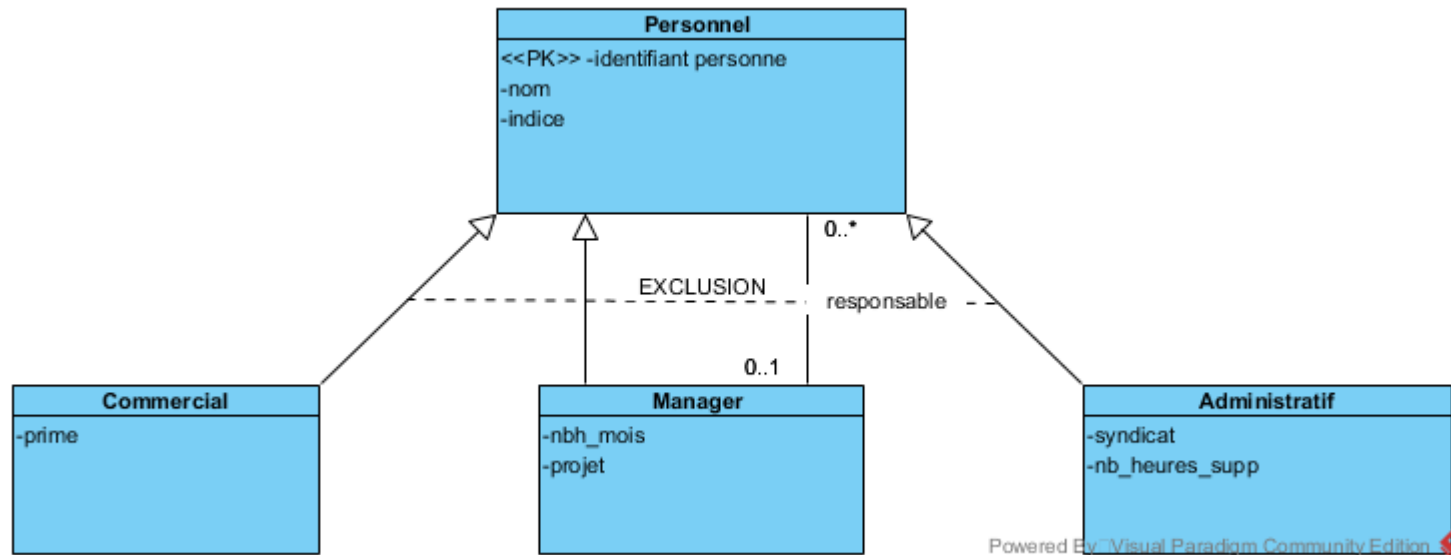 Personnel
<<PK>> -identifiant personne
-nom
-indice
0..*
EXCLUSION
responsable
0..1
Commercial
-prime
Manager
-nbh_mois
-projet
Administratif
-syndicat
-nb_heures_supp
Powered By Visual Paradigm Community Edition